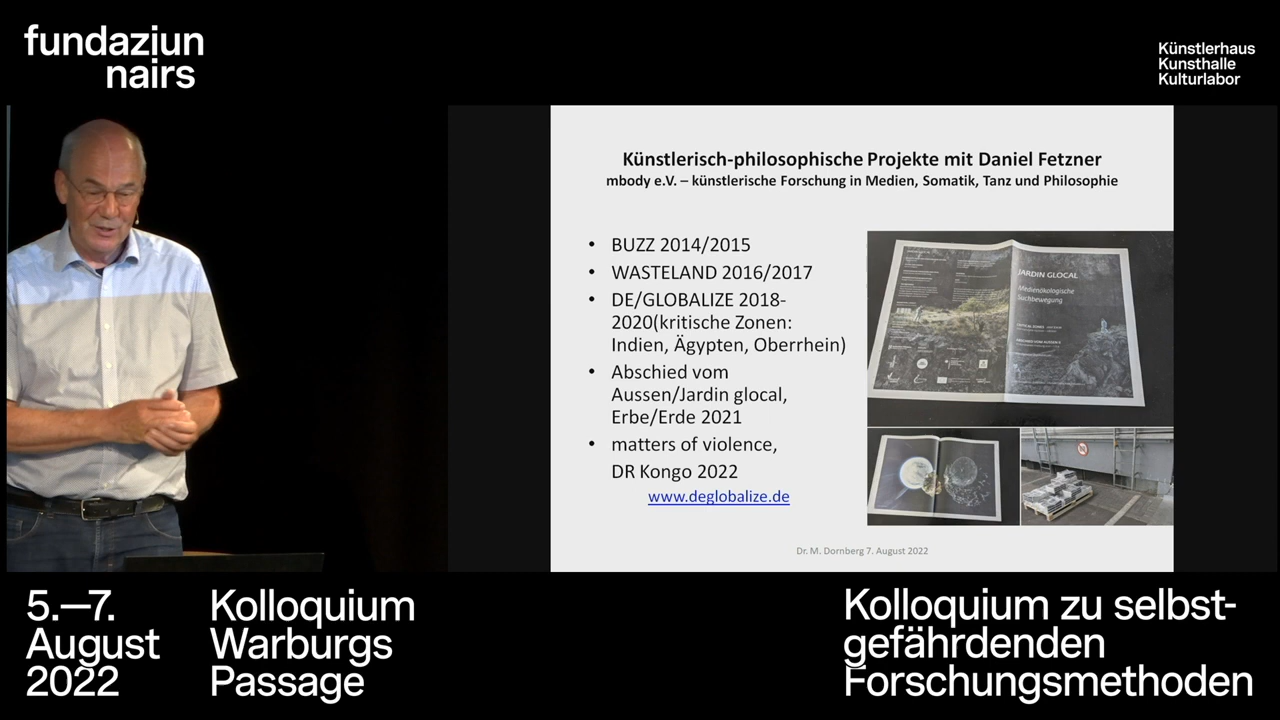 fundaziun
nairs
Künstlerhaus
Kunsthalle
Kulturlabor
Künstlerisch-philosophische Projekte mit Daniel Fetzner
mbody e.V. – künstlerische Forschung in Medien, Somatik, Tanz und Philosophie
• BUZZ 2014/2015
• WASTELAND 2016/2017
• DE/GLOBALIZE 2018-
2020(kritische Zonen:
Indien, Ägypten, Oberrhein)
• Abschied vom
Aussen/Jardin glocal,
Erbe/Erde 2021
• matters of violence,
DR Kongo 2022
www.deglobalize.de
JARDIN GLOCAL
Medienökologische
Suchbewegung
Dr. M. Dornberg 7. August 2022
5.—7.
August
2022
Kolloquium
Warburgs
Passage
Kolloquium zu selbst-
gefährdenden
Forschungsmethoden